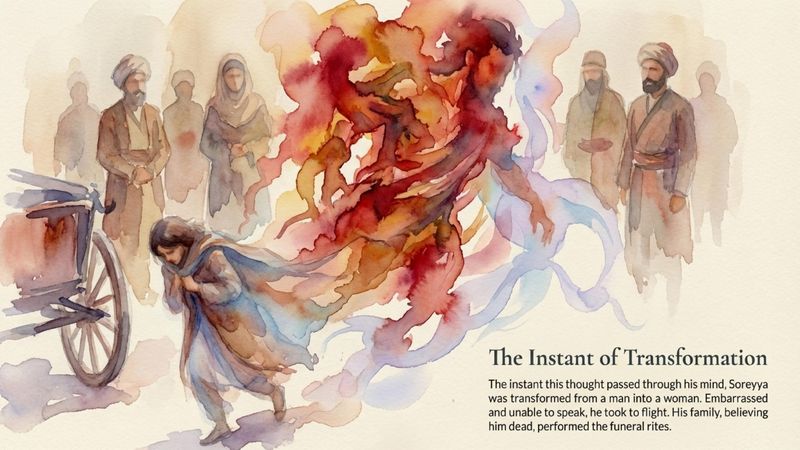 The Instant of Transformation
The instant this thought passed through his mind, Soreyya
was transformed from a man into a woman. Embarrassed
and unable to speak, he took to flight. His family, believing
him dead, performed the funeral rites.